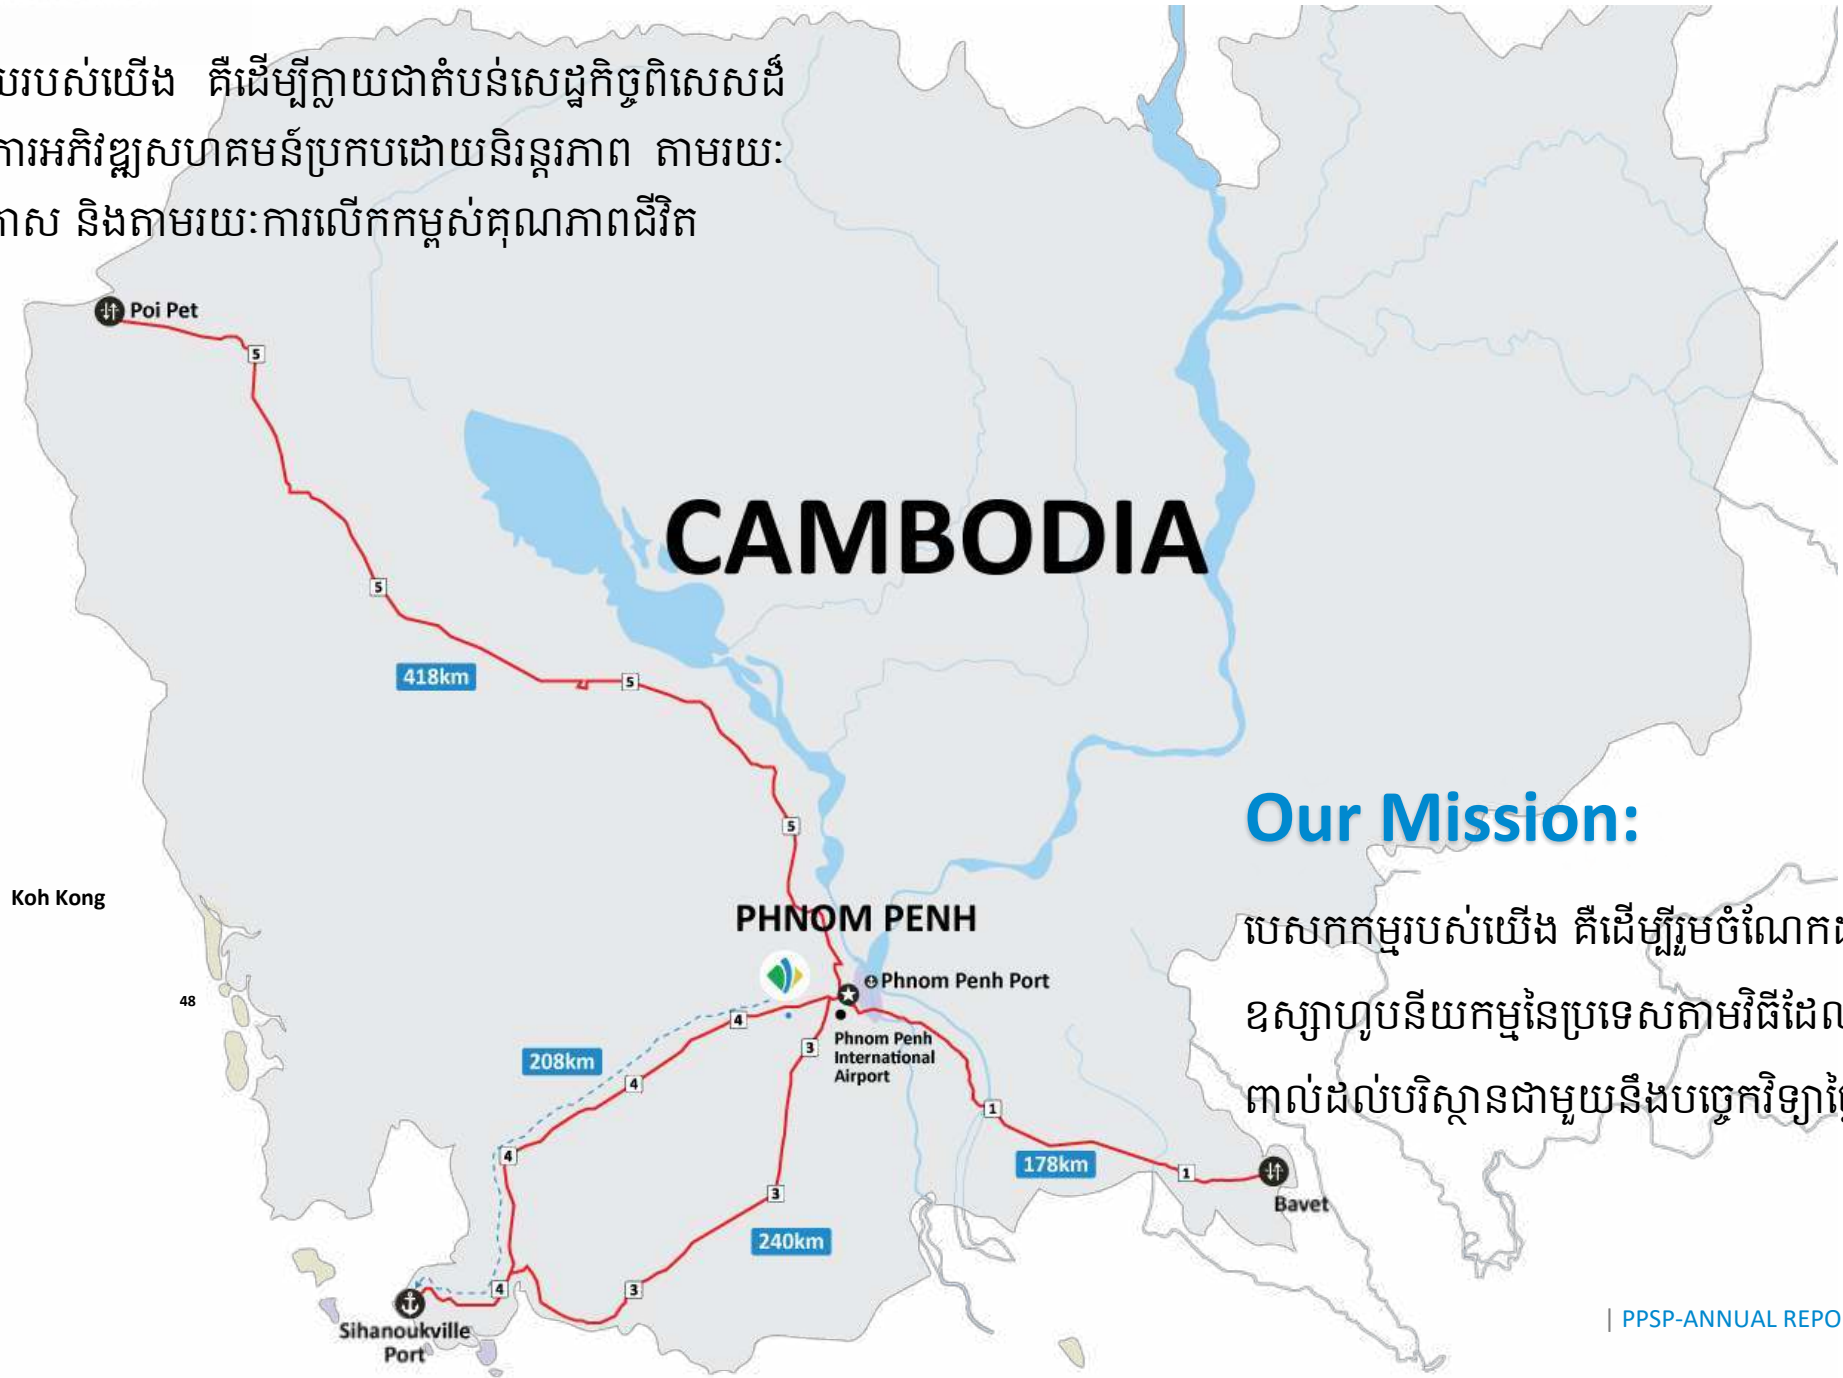 របស់យើង គឺដើម្បីក្លាយជាតំបន់សេដ្ឋកិច្ចពិសេសដ៏
ការអភិវឌ្ឍសហគមន៍ប្រកបដោយនិរន្តរភាព តាមរយៈ
និងតាមរយៈការលើកកម្ពស់គុណភាពជីវិត
Poi Pet
5
CAMBODIA
5
418km
5
5
Our Mission:
Koh Kong
PHNOM PENH
បេសកកម្មរបស់យើង គឺដើម្បីរួមចំណែក
Phnom Penh Port
48
4
ឧស្សាហូបនីយកម្មនៃប្រទេសតាមវិធីដែល
3
Phnom Penh
International
Airport
208km
4
1
ពាល់ដល់បរិស្ថានជាមួយនឹងបច្ចេកវិទ្យា
4
178km
1
3
Bavet
240km
4
3
Sihanoukville
Port
| PPSP-ANNUAL REPO